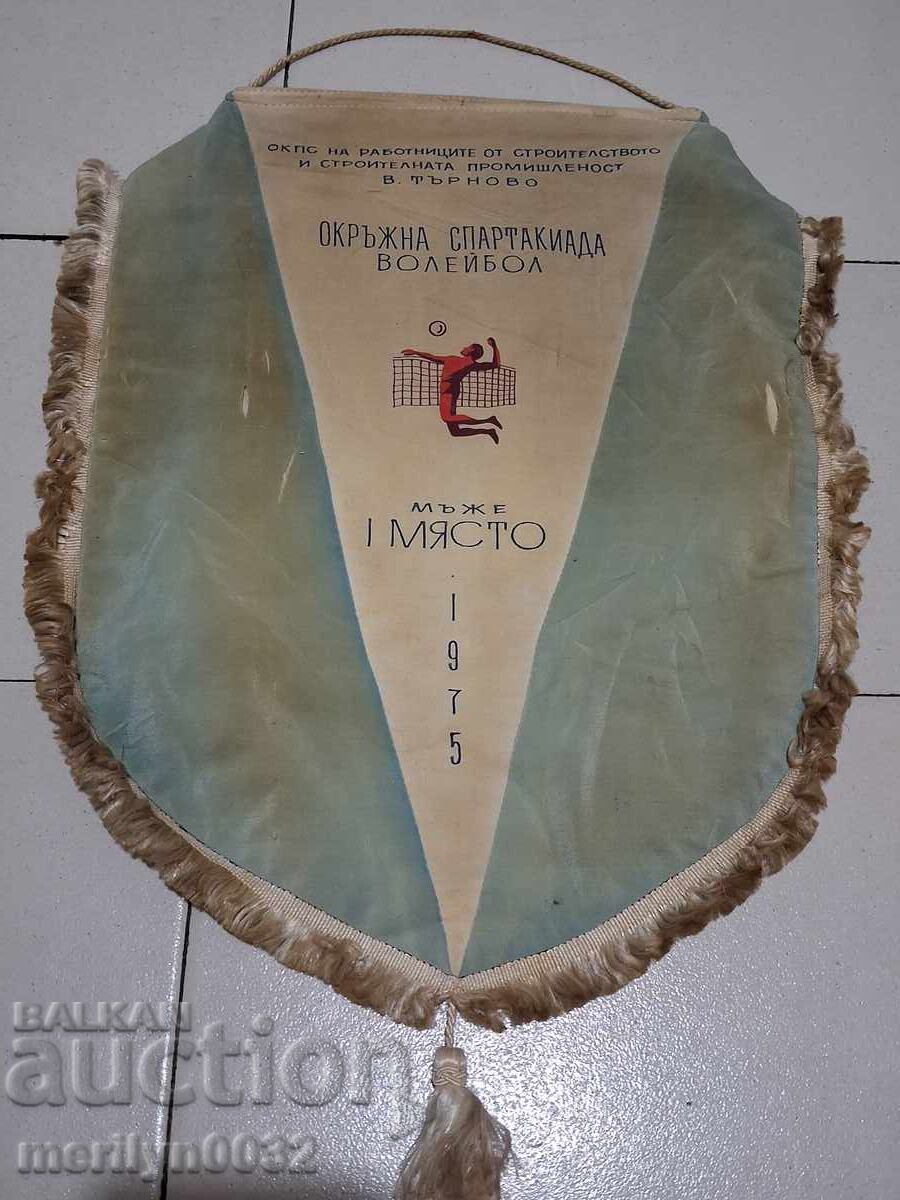 ОКПС НА РАБОТНИЦИТЕ ОТ СТРОИТЕЛСТВОТО
И СТРОИТЕЛНАТА ПРОМИШЛЕНОСТ
В. ТЪРНОВО
ОКРЪЖНА СПАРТАКИАДА
ВОЛЕЙБОЛ
МЪЖЕ
I МЯСТО
. 1
9
7
5
BALKAN
auction
merilyn0032